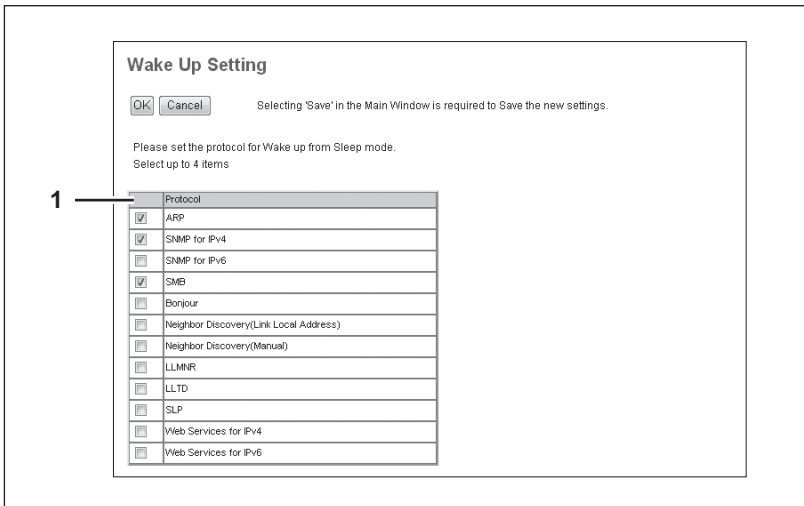 Wake Up Setting
OK Cancel Selecting 'Save' in the Main Window is required to Save the new settings.
Please set the protocol for Wake up from Sleep mode.
Select up to 4 items
1
Protocol
ARP
SNMP for IPv4
SNMP for IPv6
SMB
Bonjour
Neighbor Discovery(Link Local Address)
Neighbor Discovery(Manual)
LLMNR
LLTD
SLP
Web Services for IPv4
Web Services for IPv6